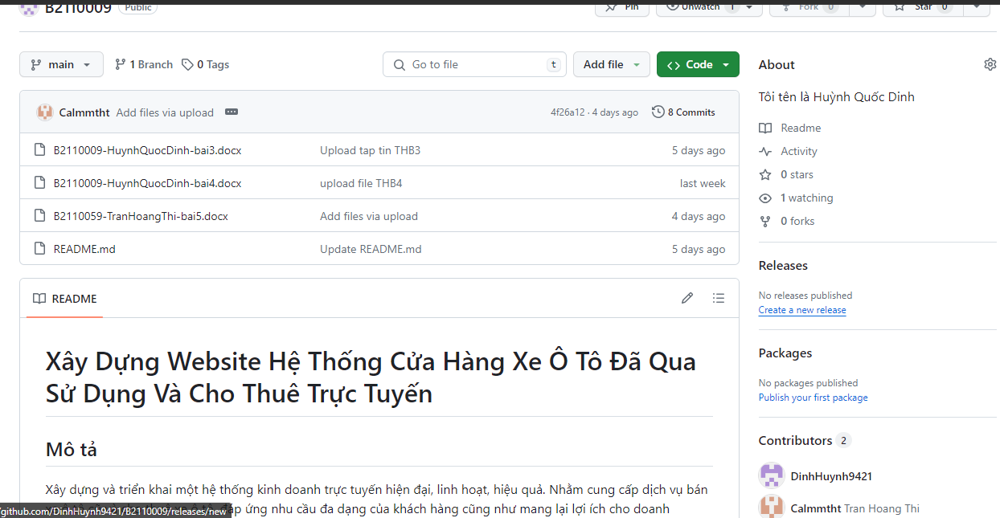 B2110009 Public Pin Unwatch 1 Fork 0 Star 0
main 1 Branch 0 Tags Go to file t Add file Code
Calmmtht Add files via upload 4f26a12 · 4 days ago 8 Commits
B2110009-HuynhQuocDinh-bai3.docx Upload tap tin THB3 5 days ago
B2110009-HuynhQuocDinh-bai4.docx upload file THB4 last week
B2110059-TranHoangThi-bai5.docx Add files via upload 4 days ago
README.md Update README.md 5 days ago
README
Xây Dựng Website Hệ Thống Cửa Hàng Xe Ô Tô Đã Qua
Sử Dụng Và Cho Thuê Trực Tuyến
Mô tả
Xây dựng và triển khai một hệ thống kinh doanh trực tuyến hiện đại, linh hoạt, hiệu quả. Nhằm cung cấp dịch vụ bán
đáp ứng nhu cầu đa dạng của khách hàng cũng như mang lại lợi ích cho doanh
/github.com/DinhHuynh9421/B2110009/releases/new
About
Tôi tên là Huỳnh Quốc Dinh
Readme
Activity
0 stars
1 watching
0 forks
Releases
No releases published
Create a new release
Packages
No packages published
Publish your first package
Contributors 2
DinhHuynh9421
Calmmtht Tran Hoang Thi